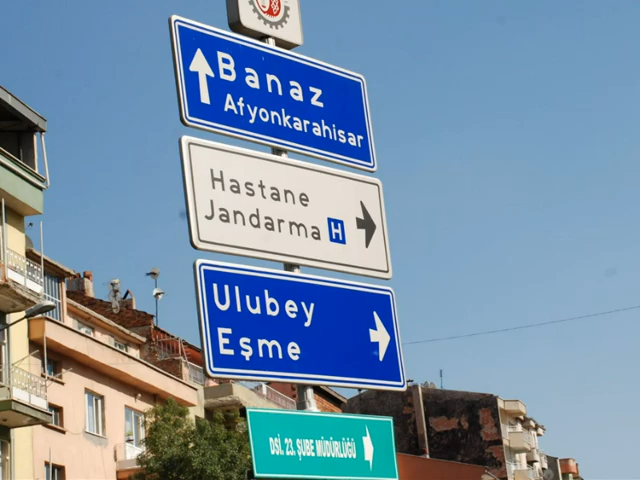 Banaz
Afyonkarahisar
Hastane
Jandarma H
Ulubey
Eşme
DSİ. 23. ŞUBE MÜDÜRLÜĞÜ